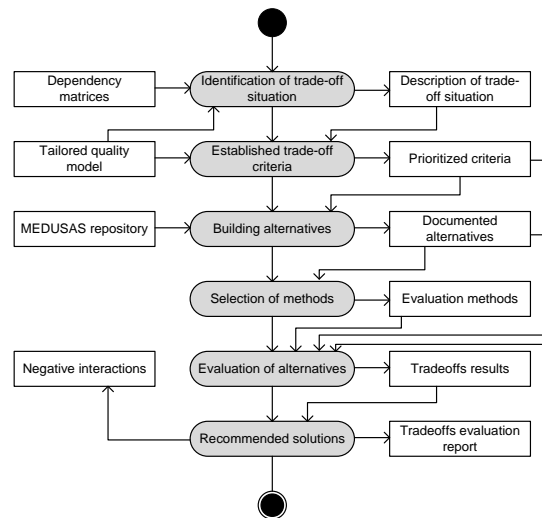 Dependency
matrices
Identification of trade-off
situation
Description of trade-
off situation
Tailored quality
model
Established trade-off
criteria
Prioritized criteria
MEDUSAS repository
Building alternatives
Documented
alternatives
Selection of methods
Evaluation methods
Negative interactions
Evaluation of alternatives
Tradeoffs results
Recommended solutions
Tradeoffs evaluation
report